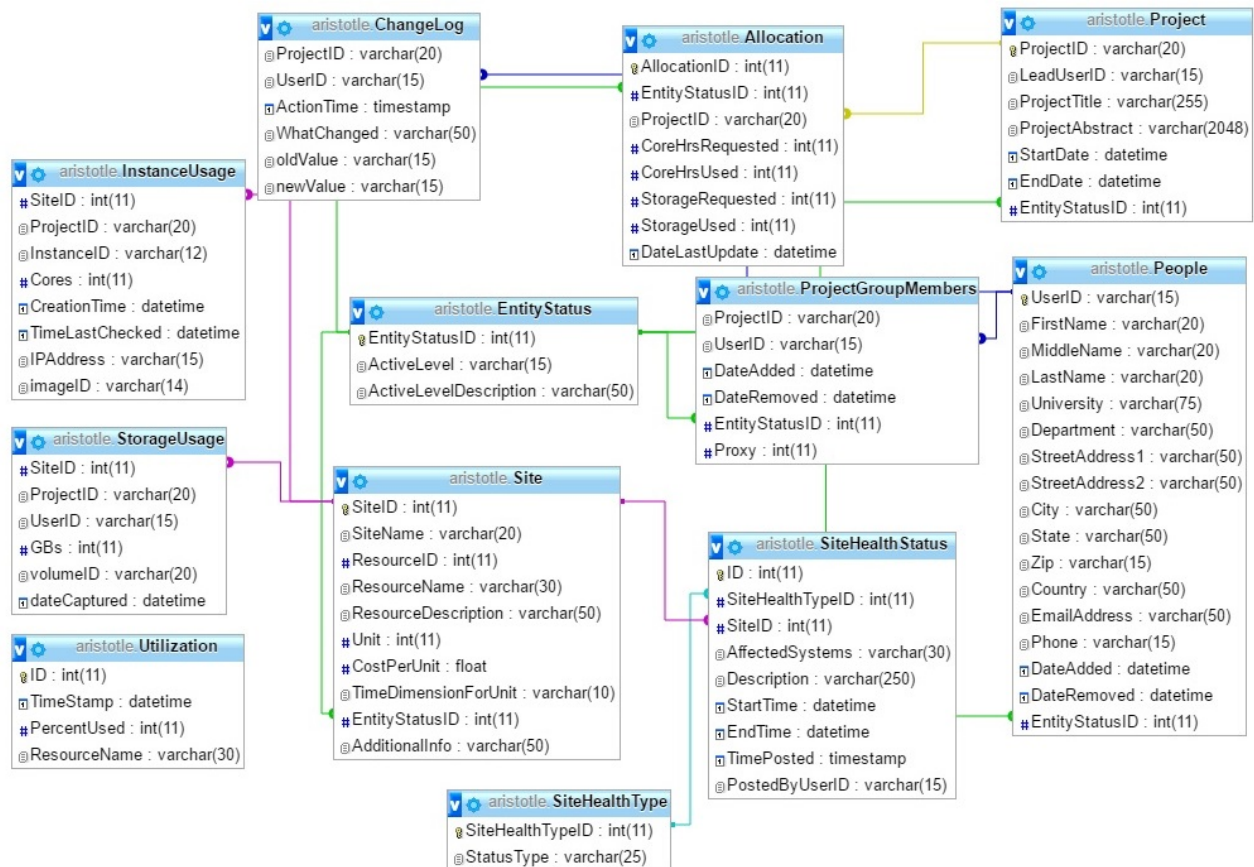 aristotle.ChangeLog
ProjectID : varchar(20)
UserID : varchar(15)
ActionTime : timestamp
WhatChanged : varchar(50)
oldValue : varchar(15)
newValue : varchar(15)
aristotle.Allocation
AllocationID : int(11)
EntityStatusID : int(11)
ProjectID : varchar(20)
CoreHrsRequested : int(11)
CoreHrsUsed : int(11)
StorageRequested : int(11)
StorageUsed : int(11)
DateLastUpdate : datetime
aristotle.Project
ProjectID : varchar(20)
LeadUserID : varchar(15)
ProjectTitle : varchar(255)
ProjectAbstract : varchar(2048)
StartDate : datetime
EndDate : datetime
EntityStatusID : int(11)
aristotle.InstanceUsage
SiteID : int(11)
ProjectID : varchar(20)
InstanceID : varchar(12)
Cores : int(11)
CreationTime : datetime
TimeLastChecked : datetime
IPAddress : varchar(15)
imageID : varchar(14)
aristotle.EntityStatus
EntityStatusID : int(11)
ActiveLevel : varchar(15)
ActiveLevelDescription : varchar(50)
aristotle.ProjectGroupMembers
ProjectID : varchar(20)
UserID : varchar(15)
DateAdded : datetime
DateRemoved : datetime
EntityStatusID : int(11)
Proxy : int(11)
aristotle.People
UserID : varchar(15)
FirstName : varchar(20)
MiddleName : varchar(20)
LastName : varchar(20)
University : varchar(75)
Department : varchar(50)
StreetAddress1 : varchar(50)
StreetAddress2 : varchar(50)
City : varchar(50)
State : varchar(50)
Zip : varchar(15)
Country : varchar(50)
EmailAddress : varchar(50)
Phone : varchar(15)
DateAdded : datetime
DateRemoved : datetime
EntityStatusID : int(11)
aristotle.StorageUsage
SiteID : int(11)
ProjectID : varchar(20)
UserID : varchar(15)
GBs : int(11)
volumeID : varchar(20)
dateCaptured : datetime
aristotle.Site
SiteID : int(11)
SiteName : varchar(20)
ResourceID : int(11)
ResourceName : varchar(30)
ResourceDescription : varchar(50)
Unit : int(11)
CostPerUnit : float
TimeDimensionForUnit : varchar(10)
EntityStatusID : int(11)
AdditionalInfo : varchar(50)
aristotle.SiteHealthStatus
ID : int(11)
SiteHealthTypeID : int(11)
SiteID : int(11)
AffectedSystems : varchar(30)
Description : varchar(250)
StartTime : datetime
EndTime : datetime
TimePosted : timestamp
PostedByUserID : varchar(15)
aristotle.Utilization
ID : int(11)
TimeStamp : datetime
PercentUsed : int(11)
ResourceName : varchar(30)
aristotle.SiteHealthType
SiteHealthTypeID : int(11)
StatusType : varchar(25)